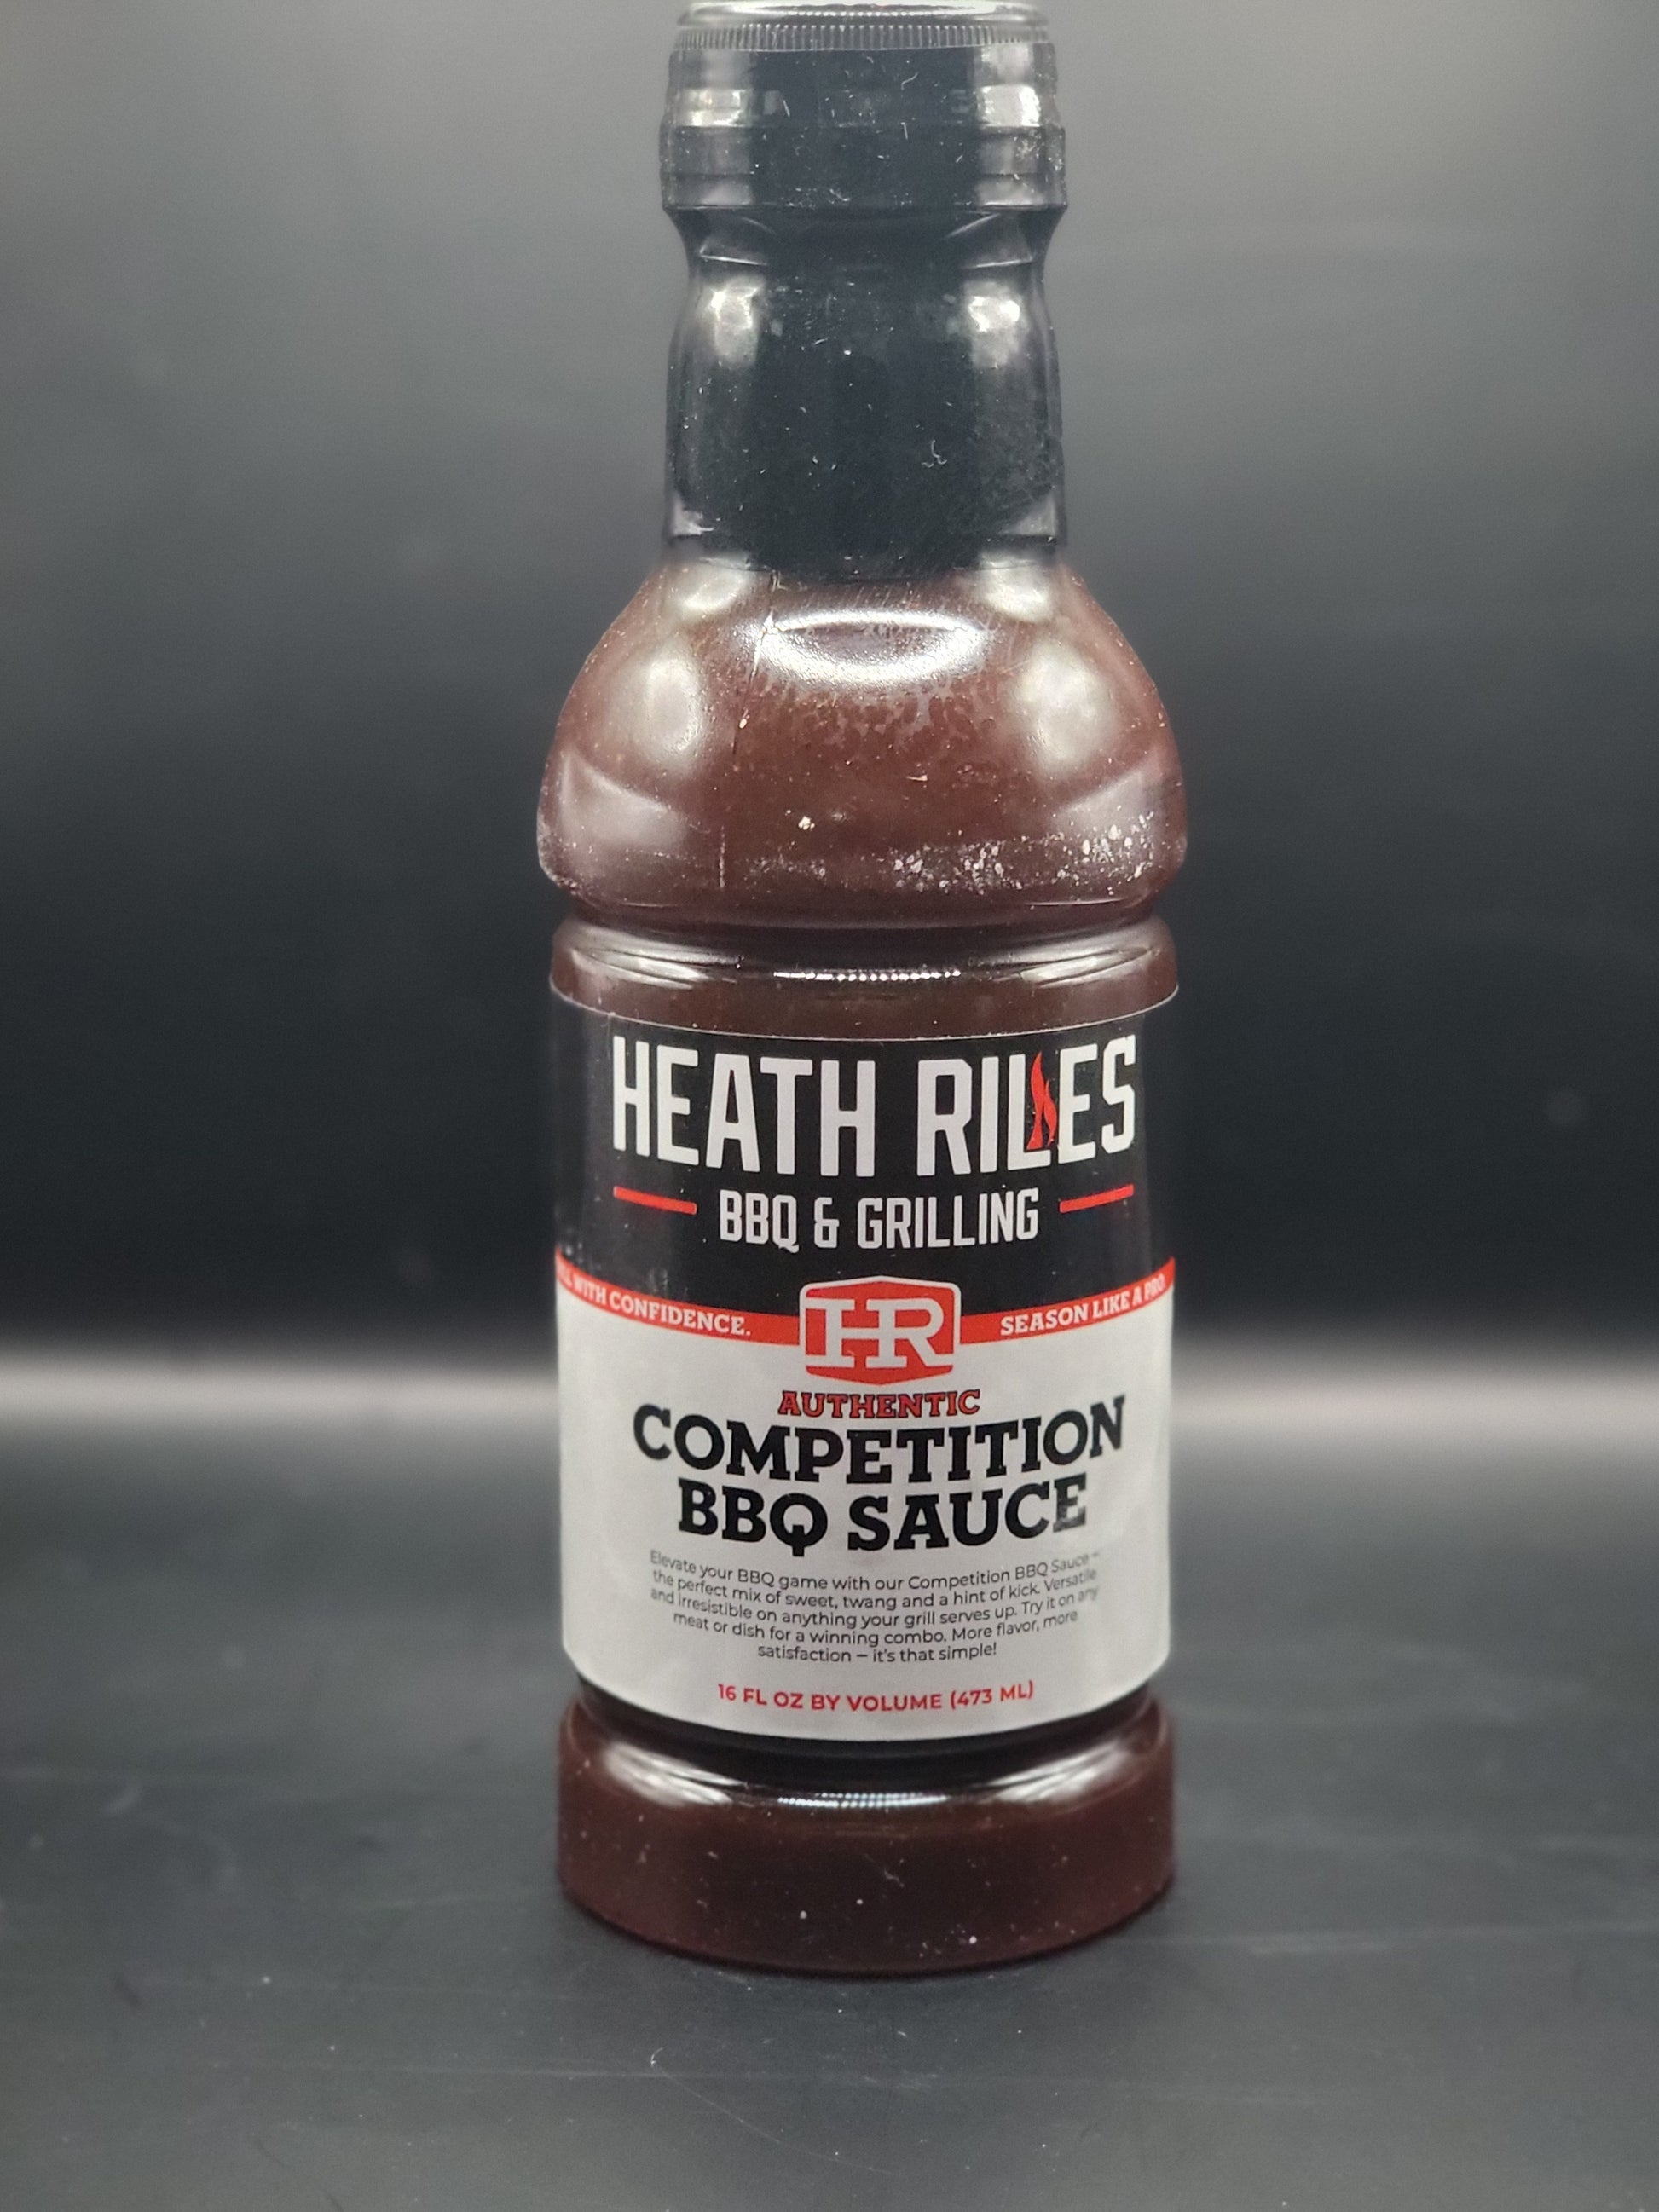 HEATH RILES
BBQ & GRILLING
WITH CONFIDENCE.
HR
SEASON LIKE A PRO
AUTHENTIC
COMPETITION
BBQ SAUCE
Elevate your BBQ game with our Competition BBQ Sauce –
the perfect mix of sweet, twang and a hint of kick. Versatile
and irresistible on anything your grill serves up. Try it on any
meat or dish for a winning combo. More flavor, more
satisfaction – it's that simple!
16 FL OZ BY VOLUME (473 ML)